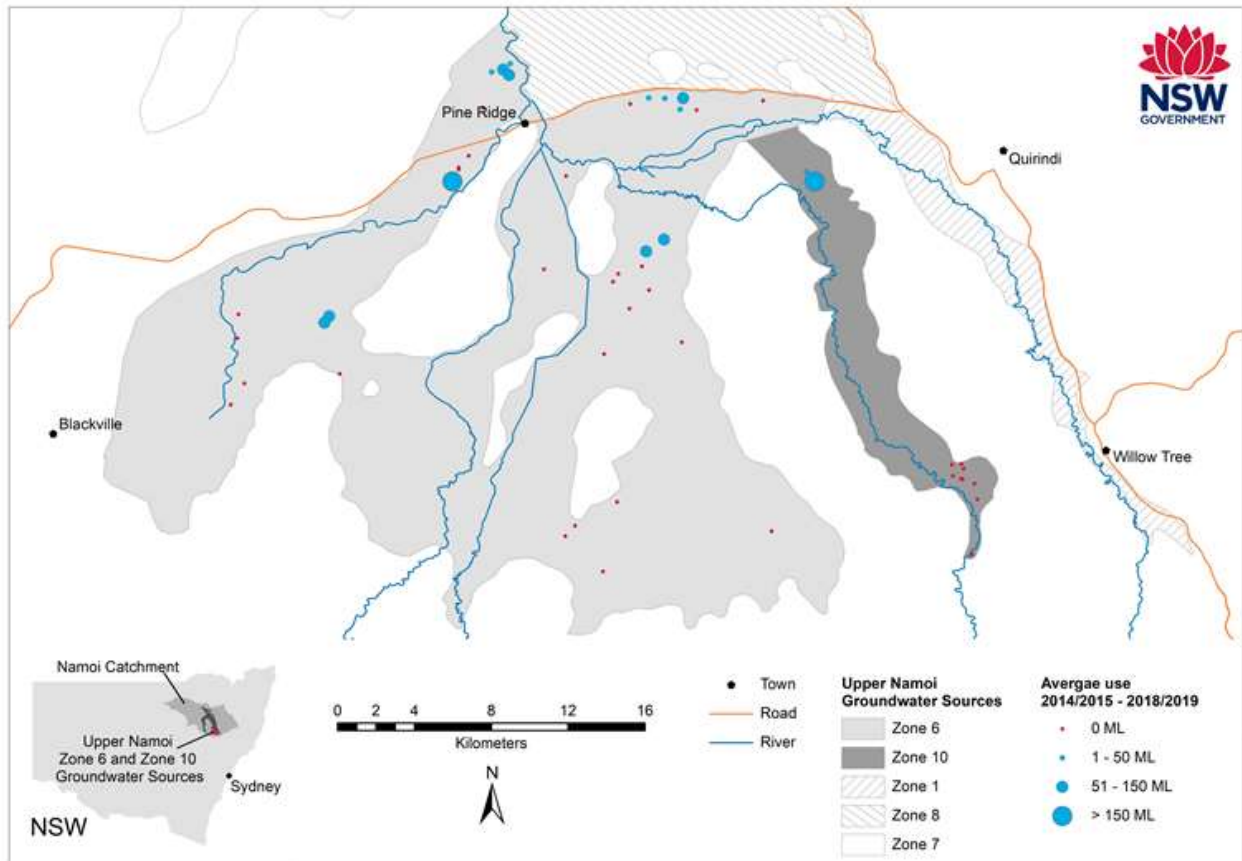 NSW
GOVERNMENT
Pine Ridge
Quirindi
Blackville
Willow Tree
Namoi Catchment
Upper Namoi
Zone 6 and Zone 10
Groundwater Sources
Sydney
NSW
0 4 8 12 16
Kilometers
N
Town
Road
River
Upper Namoi
Groundwater Sources
Zone 6
Zone 10
Zone 1
Zone 8
Zone 7
Avergae use
2014/2015 - 2018/2019
0 ML
1 - 50 ML
51 - 150 ML
> 150 ML